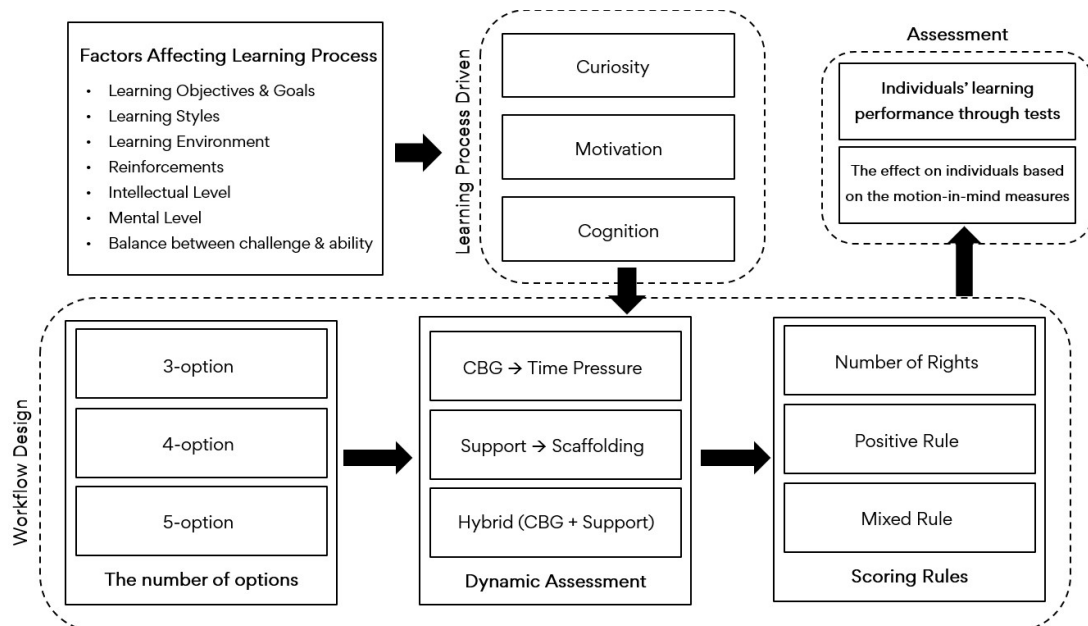 Factors Affecting Learning Process
• Learning Objectives & Goals
• Learning Styles
• Learning Environment
• Reinforcements
• Intellectual Level
• Mental Level
• Balance between challenge & ability
Learning Process Driven
Curiosity
Motivation
Cognition
Assessment
Individuals’ learning
performance through tests
The effect on individuals based
on the motion-in-mind measures
Workflow Design
3-option
4-option
5-option
The number of options
CBG → Time Pressure
Support → Scaffolding
Hybrid (CBG + Support)
Dynamic Assessment
Number of Rights
Positive Rule
Mixed Rule
Scoring Rules